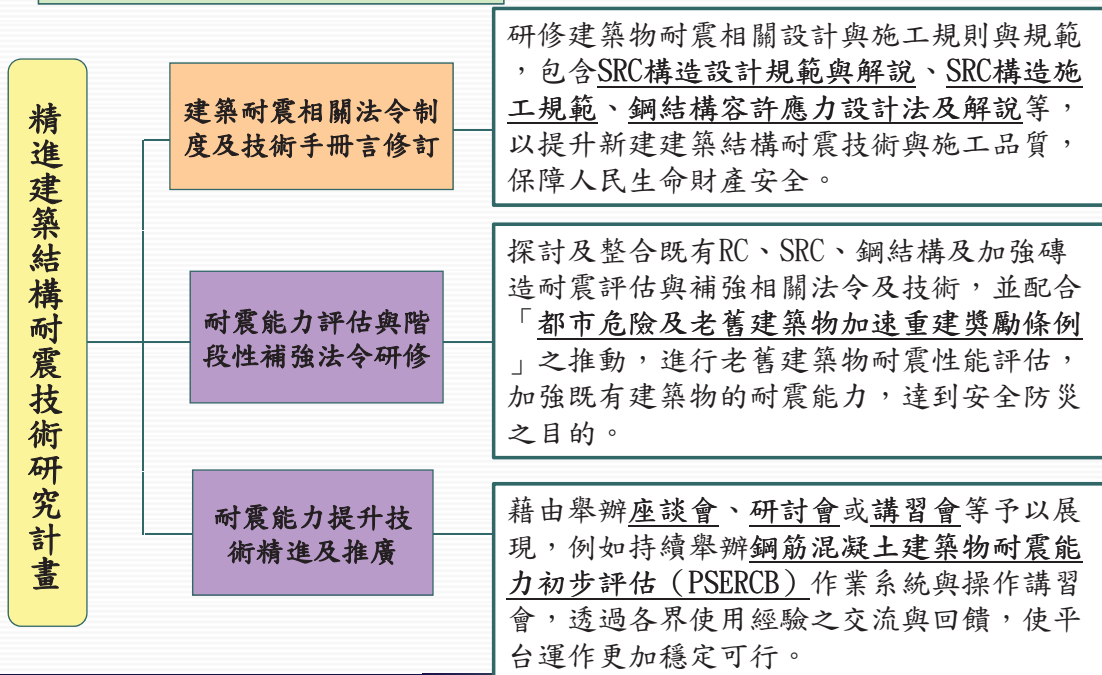 精進建築結構耐震技術研究計畫
建築耐震相關法令制
度及技術手冊言修訂
研修建築物耐震相關設計與施工規則與規範
，包含SRC構造設計規範與解說、SRC構造施
工規範、鋼結構容許應力設計法及解說等，
以提升新建建築結構耐震技術與施工品質，
保障人民生命財產安全。
耐震能力評估與階
段性補強法令研修
探討及整合既有RC、SRC、鋼結構及加強磚
造耐震評估與補強相關法令及技術，並配合
「都市危險及老舊建築物加速重建獎勵條例
」之推動，進行老舊建築物耐震性能評估，
加強既有建築物的耐震能力，達到安全防災
之目的。
耐震能力提升技
術精進及推廣
藉由舉辦座談會、研討會或講習會等予以展
現，例如持續舉辦鋼筋混凝土建築物耐震能
力初步評估（PSERCB）作業系統與操作講習
會，透過各界使用經驗之交流與回饋，使平
台運作更加穩定可行。